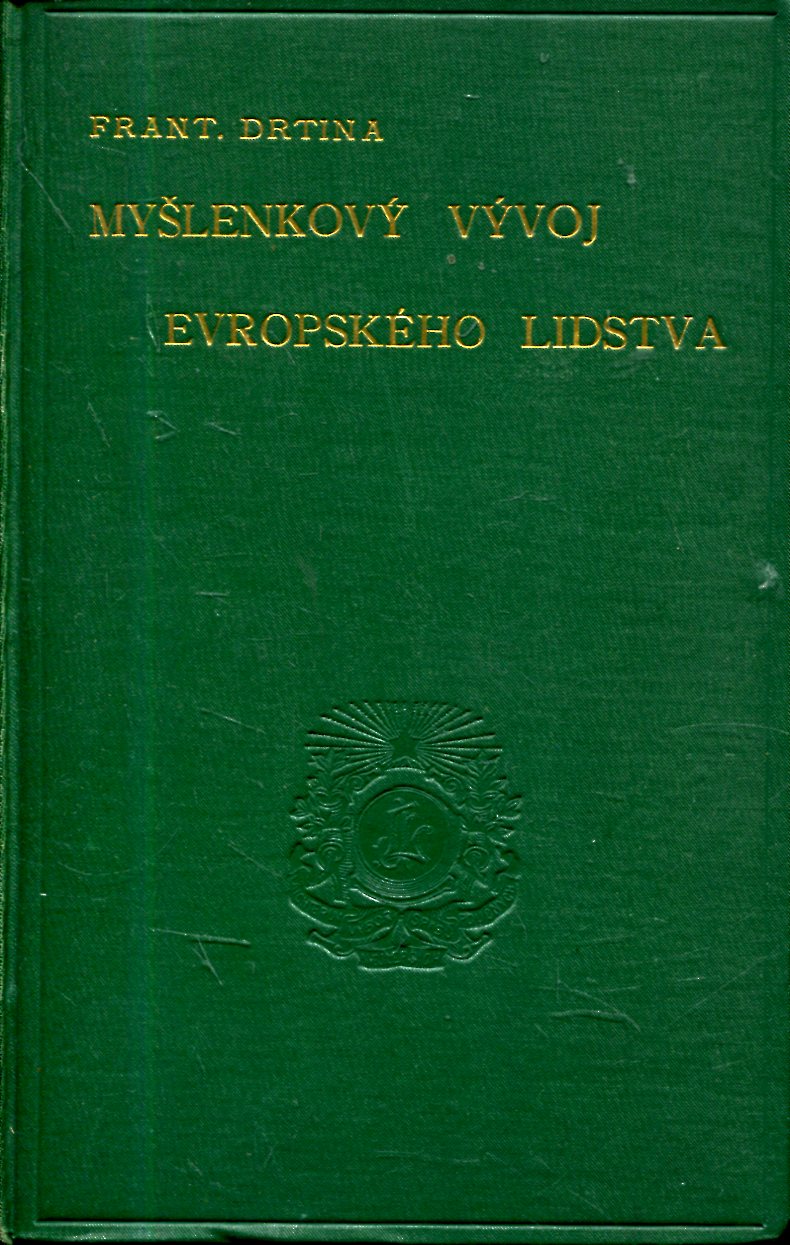 FRANT. DRTINA
MYŠLENKOVÝ VÝVOJ
EVROPSKÉHO LIDSTVA